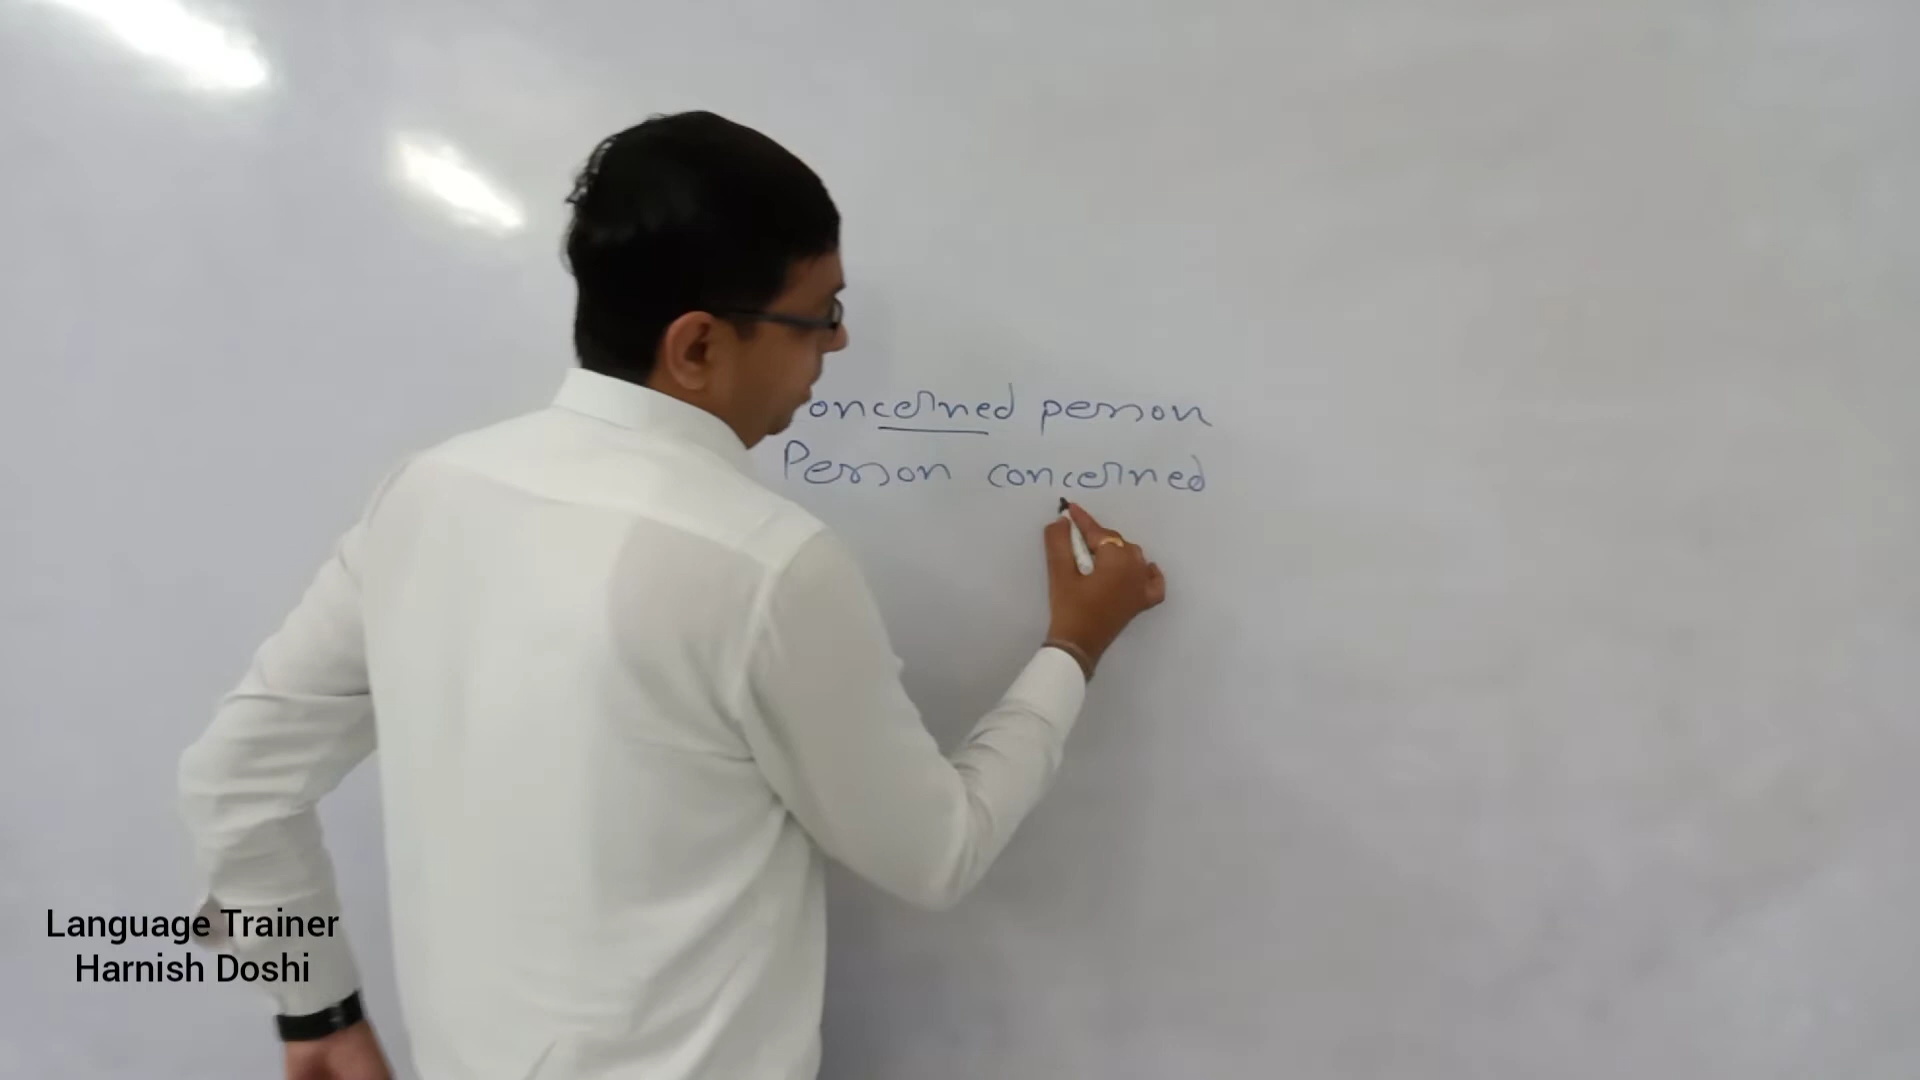 oncerned person
Person concerned
Language Trainer
Harnish Doshi